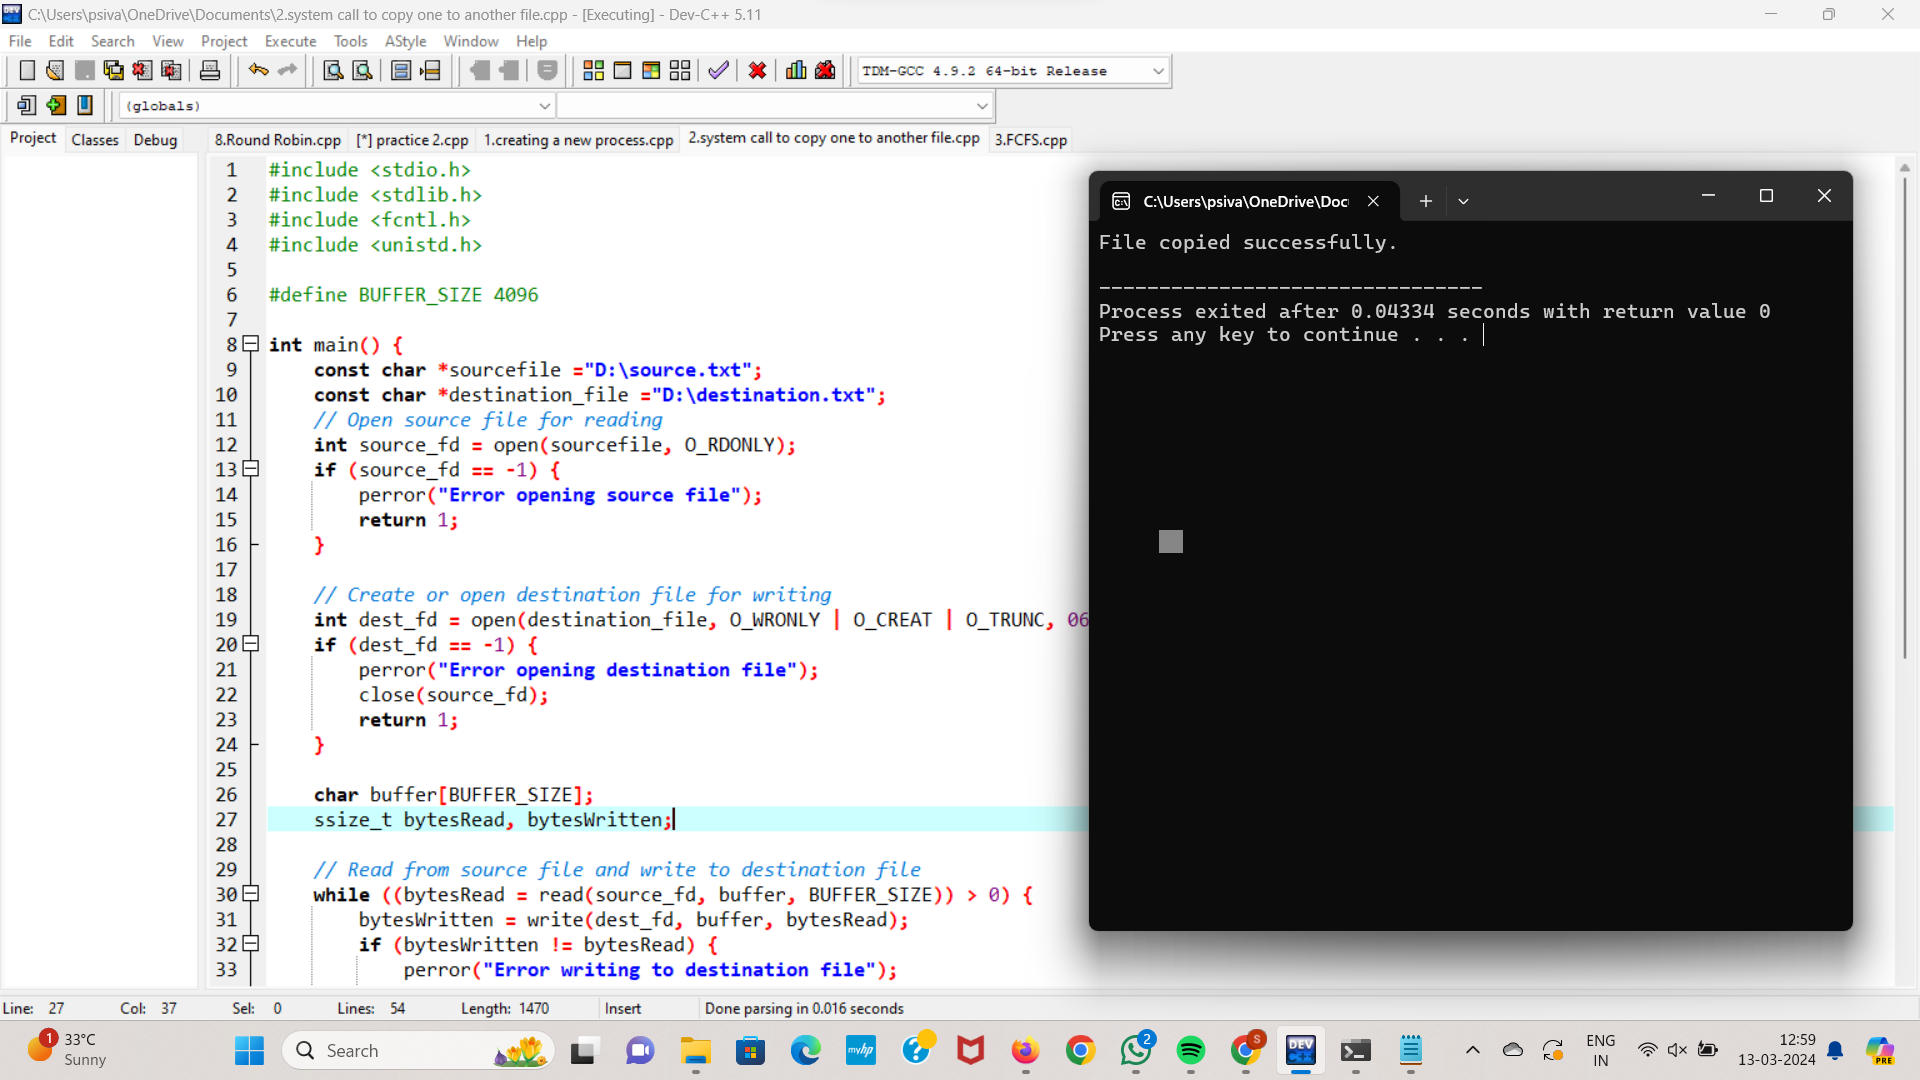 C:\Users\psiva\OneDrive\Documents\2.system call to copy one to another file.cpp - [Executing] - Dev-C++ 5.11
File Edit Search View Project Execute Tools AStyle Window Help
TDM-GCC 4.9.2 64-bit Release
(globals)
Project Classes Debug 8.Round Robin.cpp [*] practice 2.cpp 1.creating a new process.cpp 2.system call to copy one to another file.cpp 3.FCFS.cpp
1 #include <stdio.h>
2 #include <stdlib.h>
3 #include <fcntl.h>
4 #include <unistd.h>
5
6 #define BUFFER_SIZE 4096
7
8 int main() {
9 const char *sourcefile ="D:\source.txt";
10 const char *destination_file ="D:\destination.txt";
11 // Open source file for reading
12 int source_fd = open(sourcefile, O_RDONLY);
13 if (source_fd == -1) {
14 perror("Error opening source file");
15 return 1;
16 }
17
18 // Create or open destination file for writing
19 int dest_fd = open(destination_file, O_WRONLY | O_CREAT | O_TRUNC, 06
20 if (dest_fd == -1) {
21 perror("Error opening destination file");
22 close(source_fd);
23 return 1;
24 }
25
26 char buffer[BUFFER_SIZE];
27 ssize_t bytesRead, bytesWritten;
28
29 // Read from source file and write to destination file
30 while ((bytesRead = read(source_fd, buffer, BUFFER_SIZE)) > 0) {
31 bytesWritten = write(dest_fd, buffer, bytesRead);
32 if (bytesWritten != bytesRead) {
33 perror("Error writing to destination file");
C:\Users\psiva\OneDrive\Doc
File copied successfully.
--------------------------------
Process exited after 0.04334 seconds with return value 0
Press any key to continue . . .
Line: 27 Col: 37 Sel: 0 Lines: 54 Length: 1470 Insert Done parsing in 0.016 seconds
1 33°C
Sunny
Search
myhp
2
S
DEV C++
ENG
IN
12:59
13-03-2024
PRE